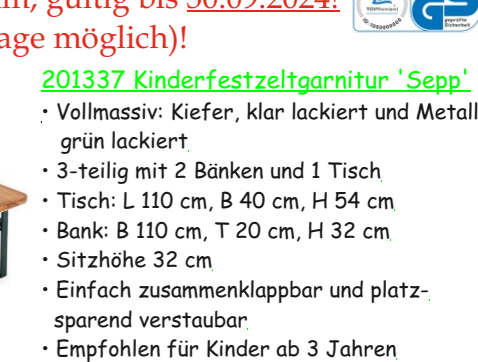 gültig bis 30.09.2024!
age möglich)!
201337 Kinderfestzeltgarnitur 'Sepp'
• Vollmassiv: Kiefer, klar lackiert und Metall
grün lackiert
• 3-teilig mit 2 Bänken und 1 Tisch
• Tisch: L 110 cm, B 40 cm, H 54 cm
• Bank: B 110 cm, T 20 cm, H 32 cm
• Sitzhöhe 32 cm
• Einfach zusammenklappbar und platz-
sparend verstaubar
• Empfohlen für Kinder ab 3 Jahren